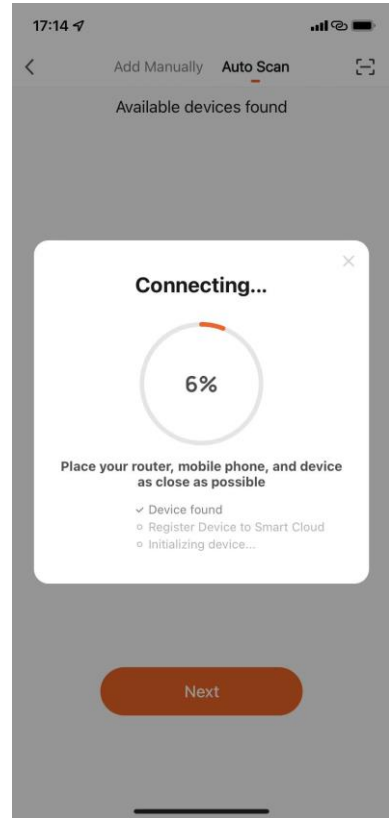 17:14
Add Manually Auto Scan
Available devices found
Connecting...
6%
Place your router, mobile phone, and device
as close as possible
Device found
Register Device to Smart Cloud
Initializing device...
Next